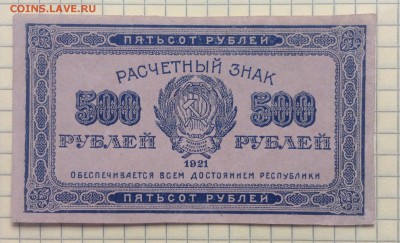 COINS.LAVE.RU
ПЯТЬСОТ РУБЛЕЙ
РАСЧЕТНЫЙ ЗНАК
500 500
РУБЛЕЙ РУБЛЕЙ
1921
ОБЕСПЕЧИВАЕТСЯ ВСЕМ ДОСТОЯНИЕМ РЕСПУБЛИКИ
ПЯТЬСОТ РУБЛЕЙ